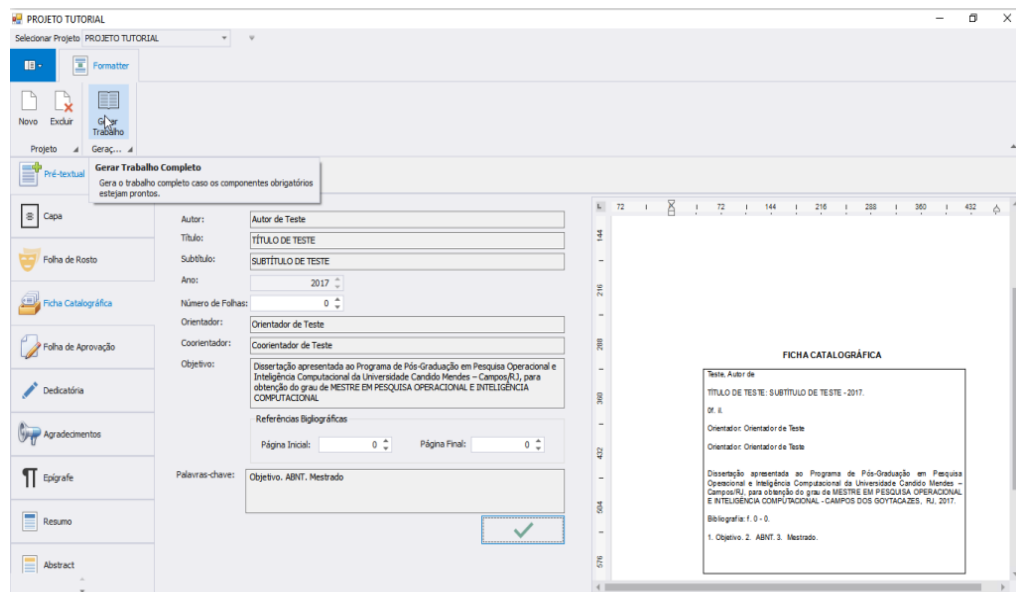 PROJETO TUTORIAL
Selecionar Projeto PROJETO TUTORIAL
Formatter
Novo Excluir Gerar
Trabalho
Projeto Geraç...
Pré-textual
Gerar Trabalho Completo
Gera o trabalho completo caso os componentes obrigatórios
estejam prontos.
Capa
Folha de Rosto
Ficha Catalográfica
Folha de Aprovação
Dedicatória
Agradecimentos
Epígrafe
Resumo
Abstract
Autor: Autor de Teste
Título: TÍTULO DE TESTE
Subtítulo: SUBTÍTULO DE TESTE
Ano: 2017
Número de Folhas: 0
Orientador: Orientador de Teste
Coorientador: Coorientador de Teste
Objetivo: Dissertação apresentada ao Programa de Pós-Graduação em Pesquisa Operacional e
Inteligência Computacional da Universidade Candido Mendes – Campos/RJ, para
obtenção do grau de MESTRE EM PESQUISA OPERACIONAL E INTELIGÊNCIA
COMPUTACIONAL
Referências Bigliográficas
Página Inicial: 0 Página Final: 0
Palavras-chave: Objetivo. ABNT. Mestrado
L 72 72 144 216 288 360 432
144
216
288
360
432
504
576
FICHA CATALOGRÁFICA
Teste, Autor de
TÍTULO DE TESTE: SUBTÍTULO DE TESTE - 2017.
0f. il.
Orientador: Orientador de Teste
Orientador: Orientador de Teste
Dissertação apresentada ao Programa de Pós-Graduação em Pesquisa
Operacional e Inteligência Computacional da Universidade Candido Mendes –
Campos/RJ, para obtenção do grau de MESTRE EM PESQUISA OPERACIONAL
E INTELIGÊNCIA COMPUTACIONAL - CAMPOS DOS GOYTACAZES, RJ, 2017.
Bibliografia: f. 0 - 0.
1. Objetivo. 2. ABNT. 3. Mestrado.